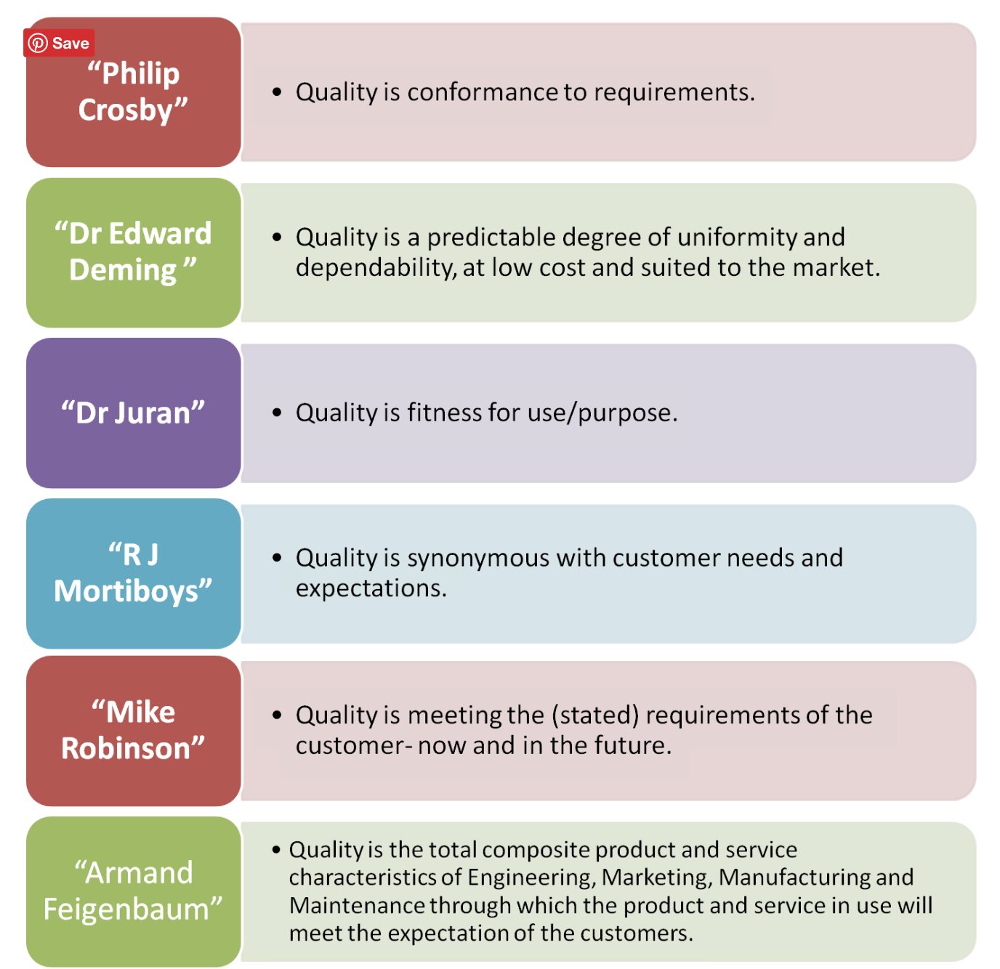 Save
“Philip
Crosby”
• Quality is conformance to requirements.
“Dr Edward
Deming ”
• Quality is a predictable degree of uniformity and
dependability, at low cost and suited to the market.
“Dr Juran”
• Quality is fitness for use/purpose.
“R J
Mortiboys”
• Quality is synonymous with customer needs and
expectations.
“Mike
Robinson”
• Quality is meeting the (stated) requirements of the
customer- now and in the future.
“Armand
Feigenbaum”
• Quality is the total composite product and service
characteristics of Engineering, Marketing, Manufacturing and
Maintenance through which the product and service in use will
meet the expectation of the customers.